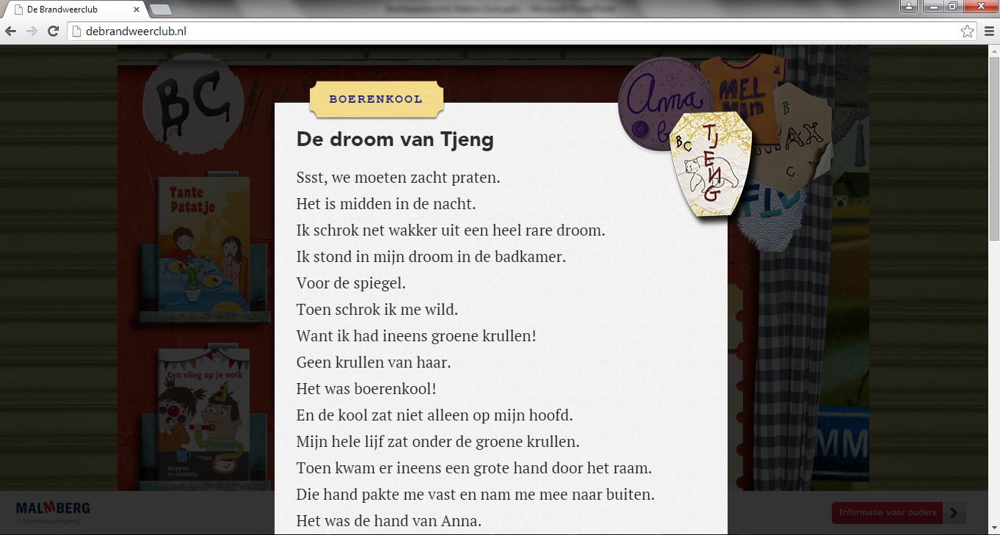 De Brandweerclub
debrandweerclub.nl
BC
Anna
b
MEL
MAN
B
AX
C
BOERENKOOL
BC
TJENG
FLO
De droom van Tjeng
Ssst, we moeten zacht praten.
Het is midden in de nacht.
Ik schrok net wakker uit een heel rare droom.
Ik stond in mijn droom in de badkamer.
Voor de spiegel.
Toen schrok ik me wild.
Want ik had ineens groene krullen!
Geen krullen van haar.
Het was boerenkool!
En de kool zat niet alleen op mijn hoofd.
Mijn hele lijf zat onder de groene krullen.
Toen kwam er ineens een grote hand door het raam.
Die hand pakte me vast en nam me mee naar buiten.
Het was de hand van Anna.
Tante
Patatje
Een vlieg op je vork
Moppen
en raadsels
MM
MALMBERG
a Sanoma company
Informatie voor ouders